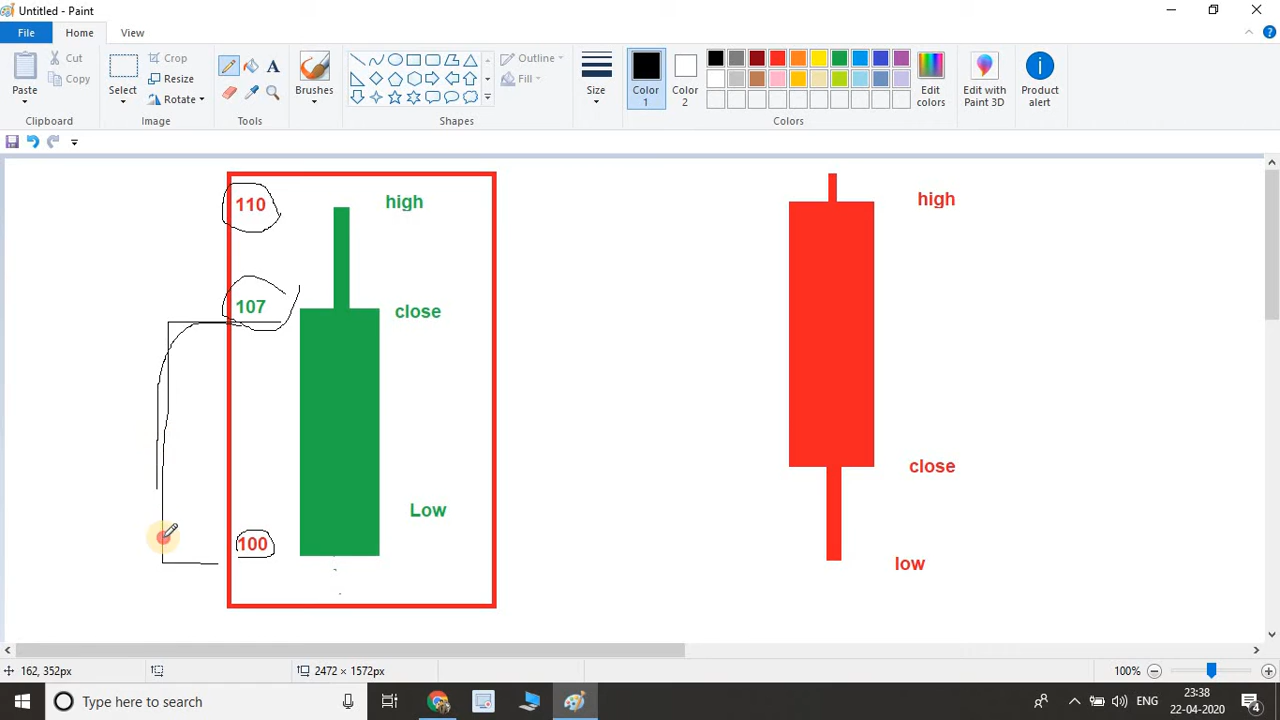 Untitled - Paint
File
Home
View
Paste
Cut
Copy
Clipboard
Select
Crop
Resize
Rotate
Image
A
Tools
Brushes
Outline
Fill
Shapes
Size
Color
1
Color
2
Edit
colors
Colors
Edit with
Paint 3D
Product
alert
110
high
107
close
Low
100
high
close
low
162, 352px
2472 × 1572px
100%
Type here to search
ENG
23:38
22-04-2020
4